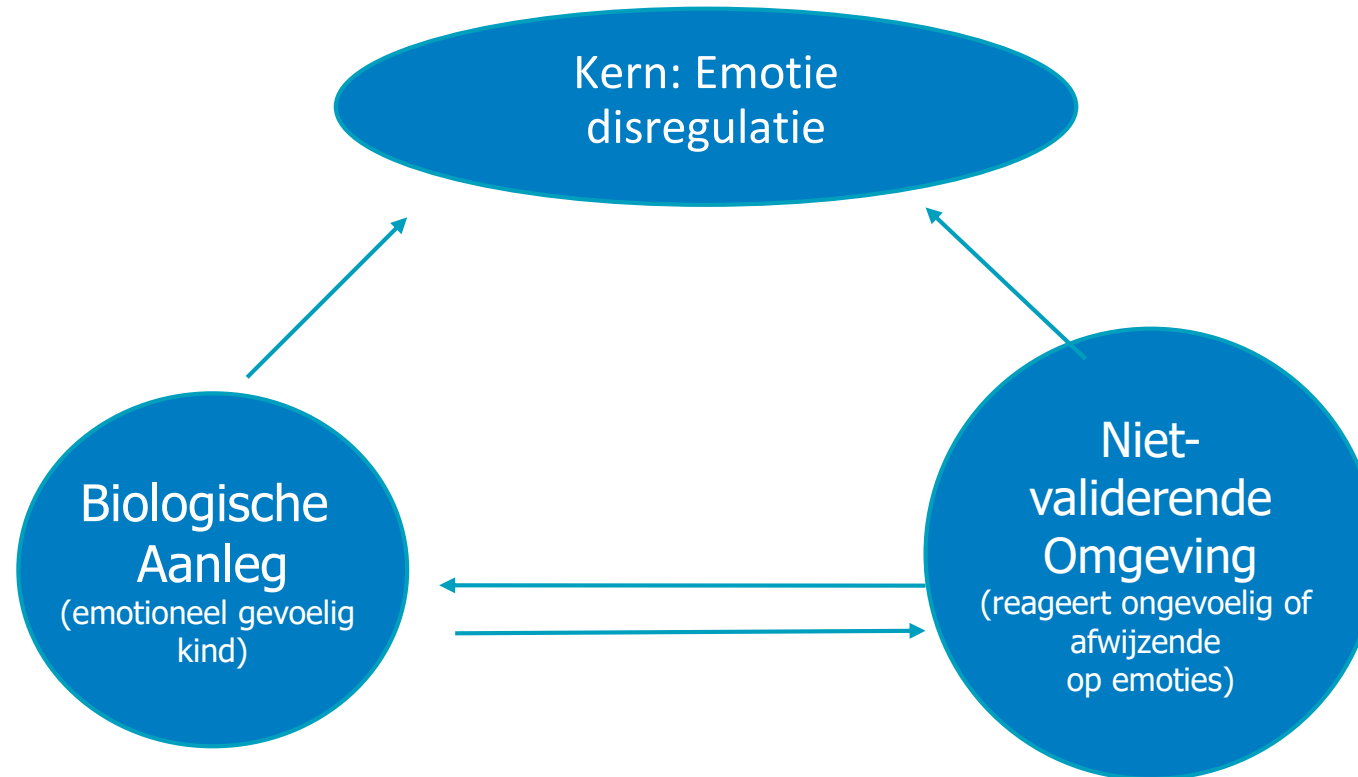 Kern: Emotie
disregulatie
Biologische
Aanleg
(emotioneel gevoelig
kind)
Niet-
validerende
Omgeving
(reageert ongevoelig of
afwijzende
op emoties)